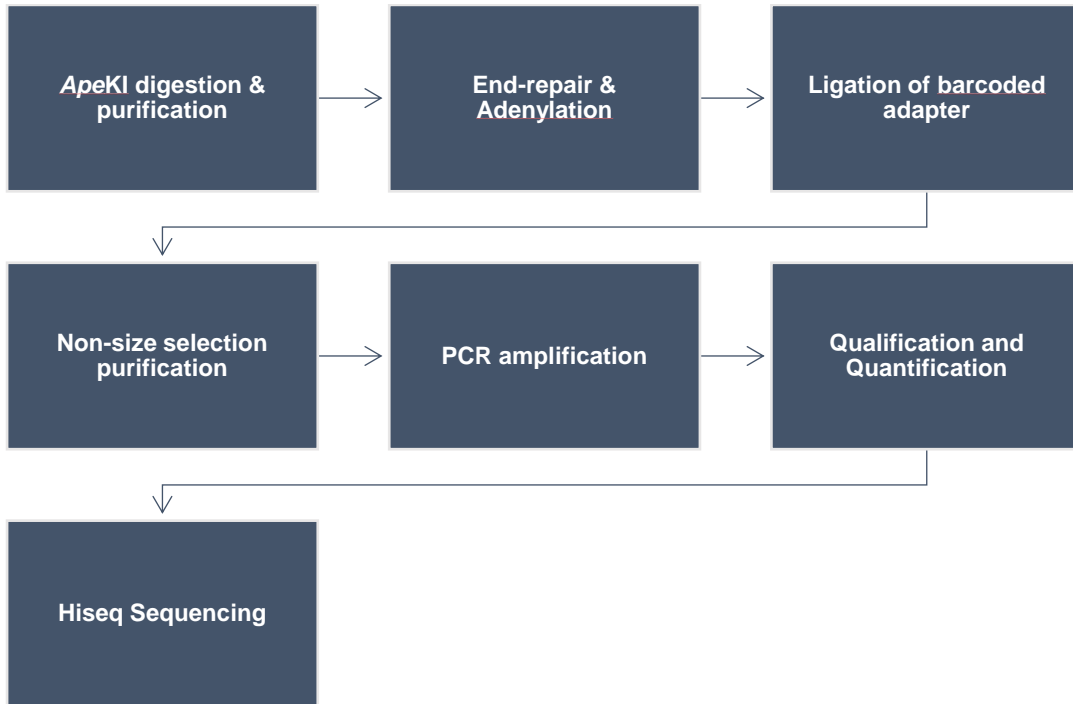 ApeKI digestion &
purification
End-repair &
Adenylation
Ligation of barcoded
adapter
Non-size selection
purification
PCR amplification
Qualification and
Quantification
Hiseq Sequencing